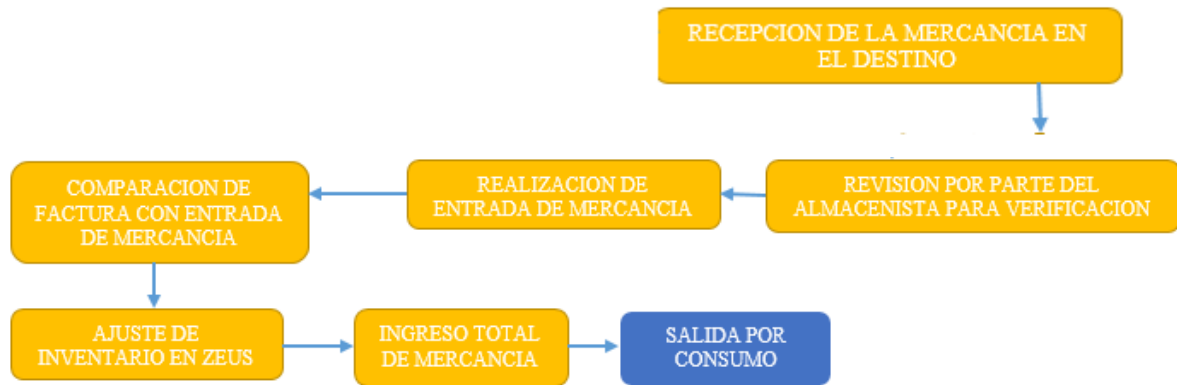 RECEPCION DE LA MERCANCIA EN
EL DESTINO
REVISION POR PARTE DEL
ALMACENISTA PARA VERIFICACION
REALIZACION DE
ENTRADA DE MERCANCIA
COMPARACION DE
FACTURA CON ENTRADA
DE MERCANCIA
AJUSTE DE
INVENTARIO EN ZEUS
INGRESO TOTAL
DE MERCANCIA
SALIDA POR
CONSUMO